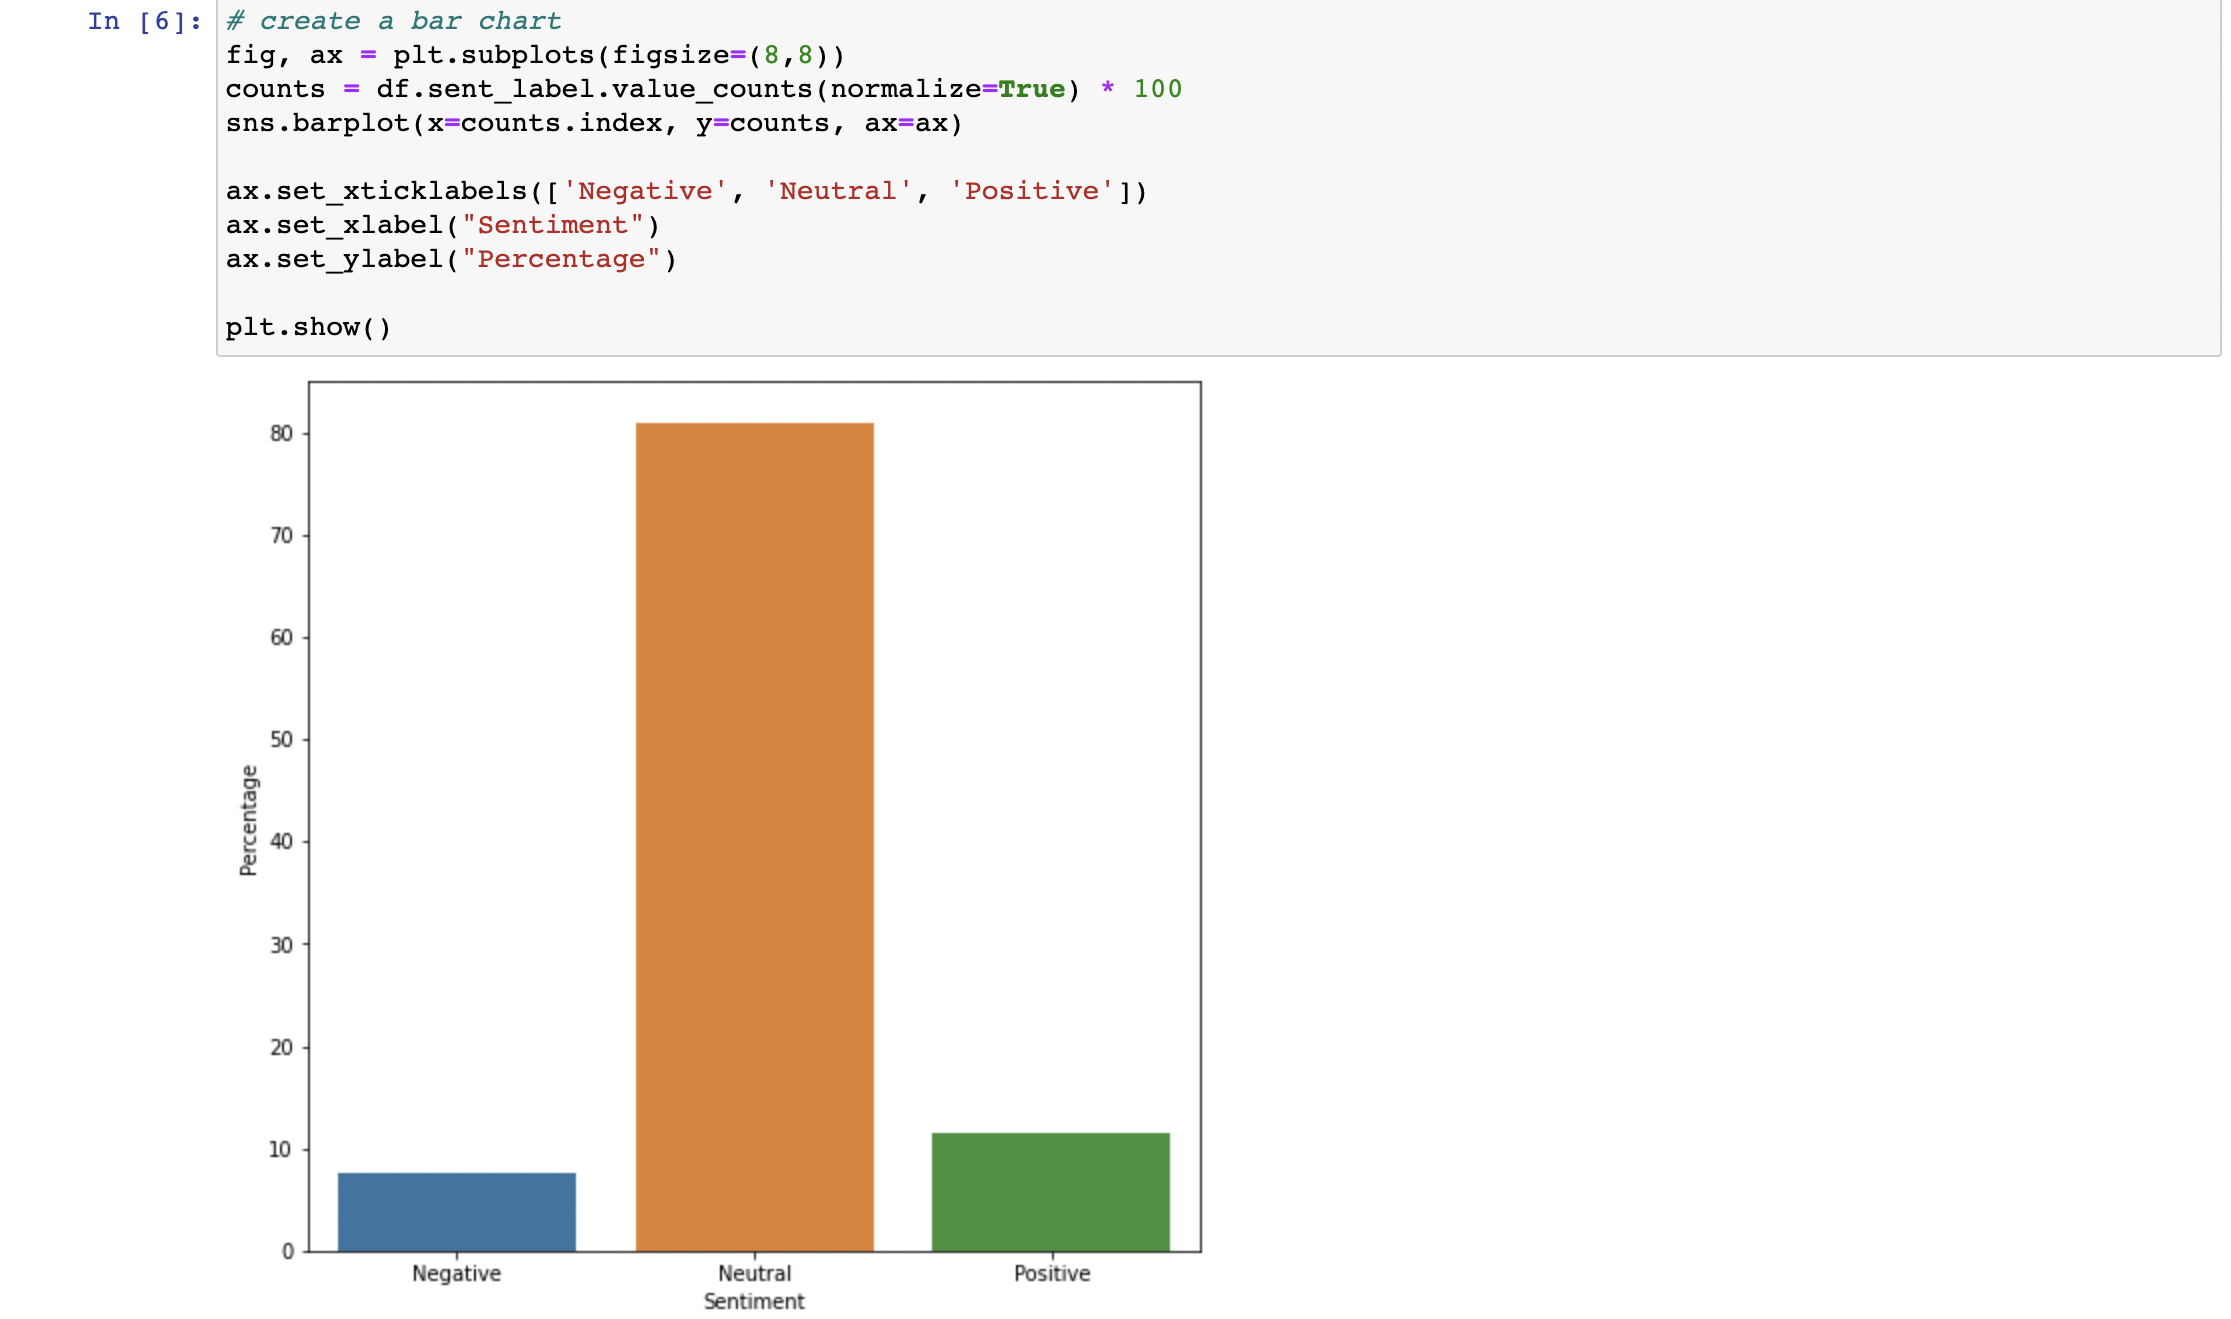 In [6]: # create a bar chart
fig, ax = plt.subplots(figsize=(8,8))
counts = df.sent_label.value_counts(normalize=True) * 100
sns.barplot(x=counts.index, y=counts, ax=ax)
ax.set_xticklabels(['Negative', 'Neutral', 'Positive'])
ax.set_xlabel("Sentiment")
ax.set_ylabel("Percentage")
plt.show()
80
70
60
50
40
30
20
10
0
Percentage
Negative Neutral Positive
Sentiment